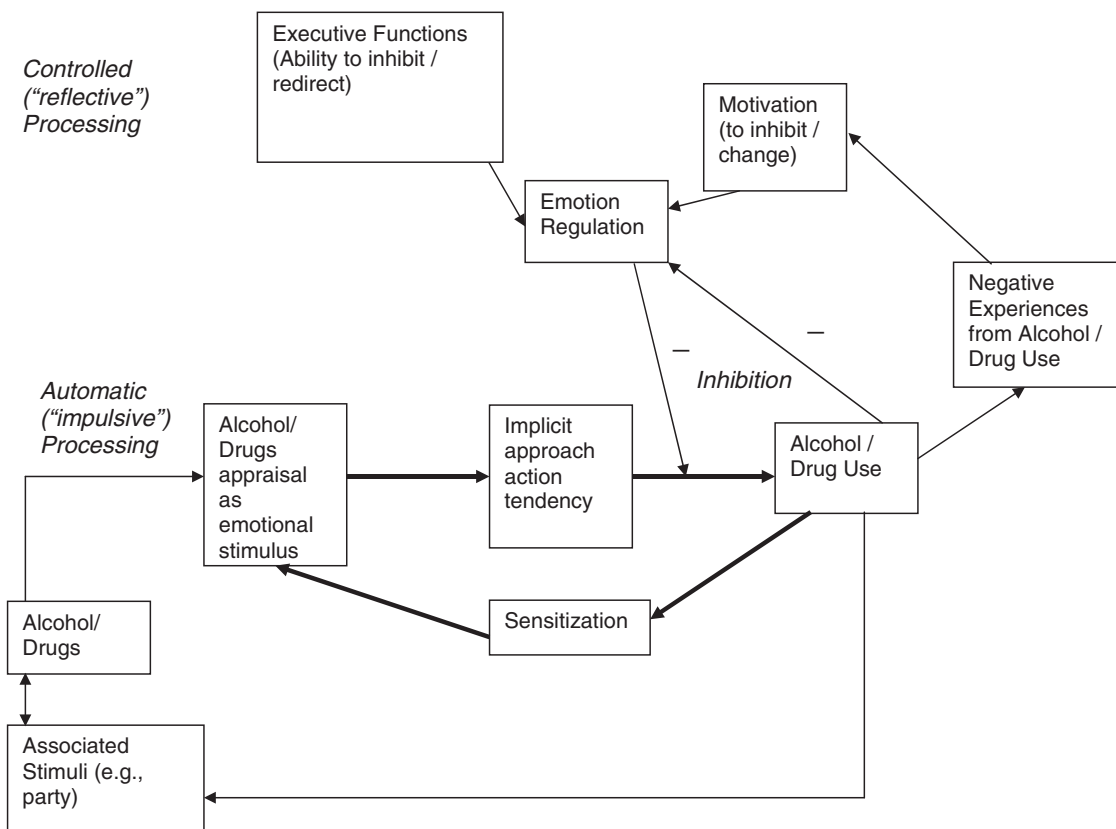 Controlled
(“reflective”)
Processing
Executive Functions
(Ability to inhibit /
redirect)
Motivation
(to inhibit /
change)
Emotion
Regulation
Negative
Experiences
from Alcohol /
Drug Use
–
–
Inhibition
Automatic
(“impulsive”)
Processing
Alcohol/
Drugs
appraisal
as
emotional
stimulus
Implicit
approach
action
tendency
Alcohol /
Drug Use
Sensitization
Alcohol/
Drugs
Associated
Stimuli (e.g.,
party)